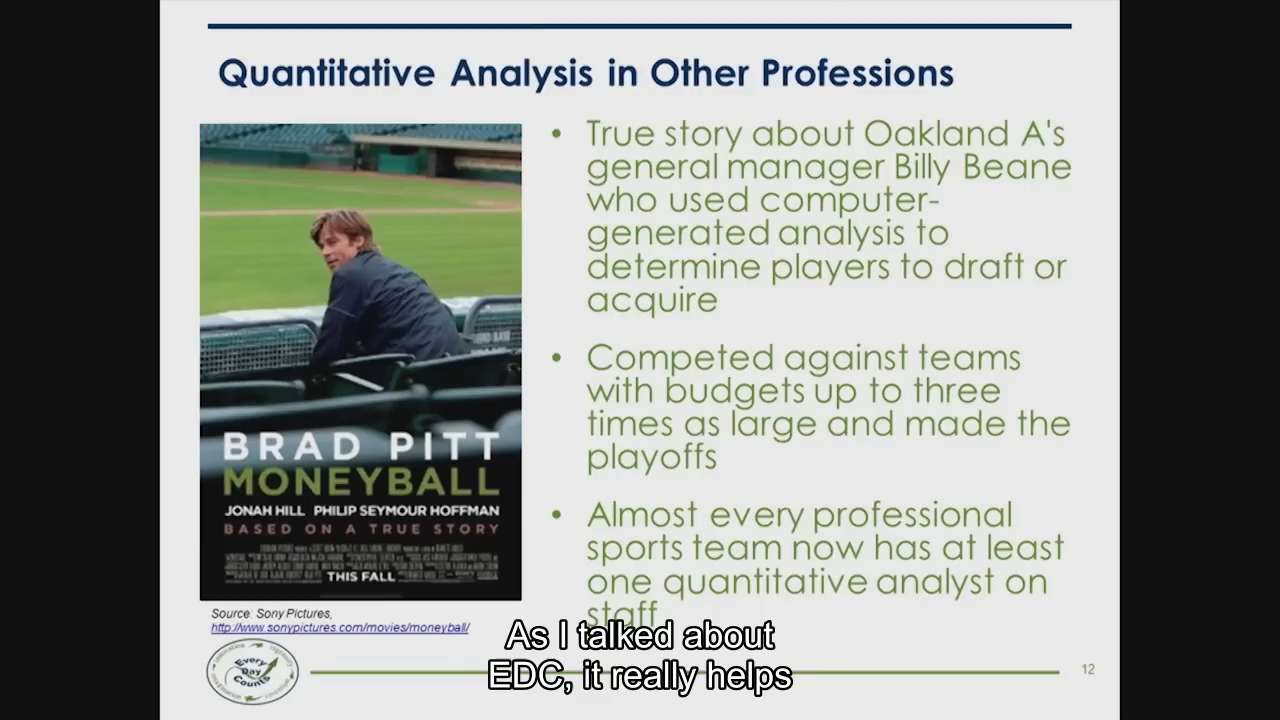 Quantitative Analysis in Other Professions
• True story about Oakland A's
general manager Billy Beane
who used computer-
generated analysis to
determine players to draft or
acquire
• Competed against teams
with budgets up to three
times as large and made the
playoffs
• Almost every professional
sports team now has at least
one quantitative analyst on
staff
BRAD PITT
MONEYBALL
JONAH HILL PHILIP SEYMOUR HOFFMAN
BASED ON A TRUE STORY
THIS FALL
Source: Sony Pictures,
http://www.sonypictures.com/movies/moneyball/
Every
Day
Counts
As I talked about
EDC, it really helps
12